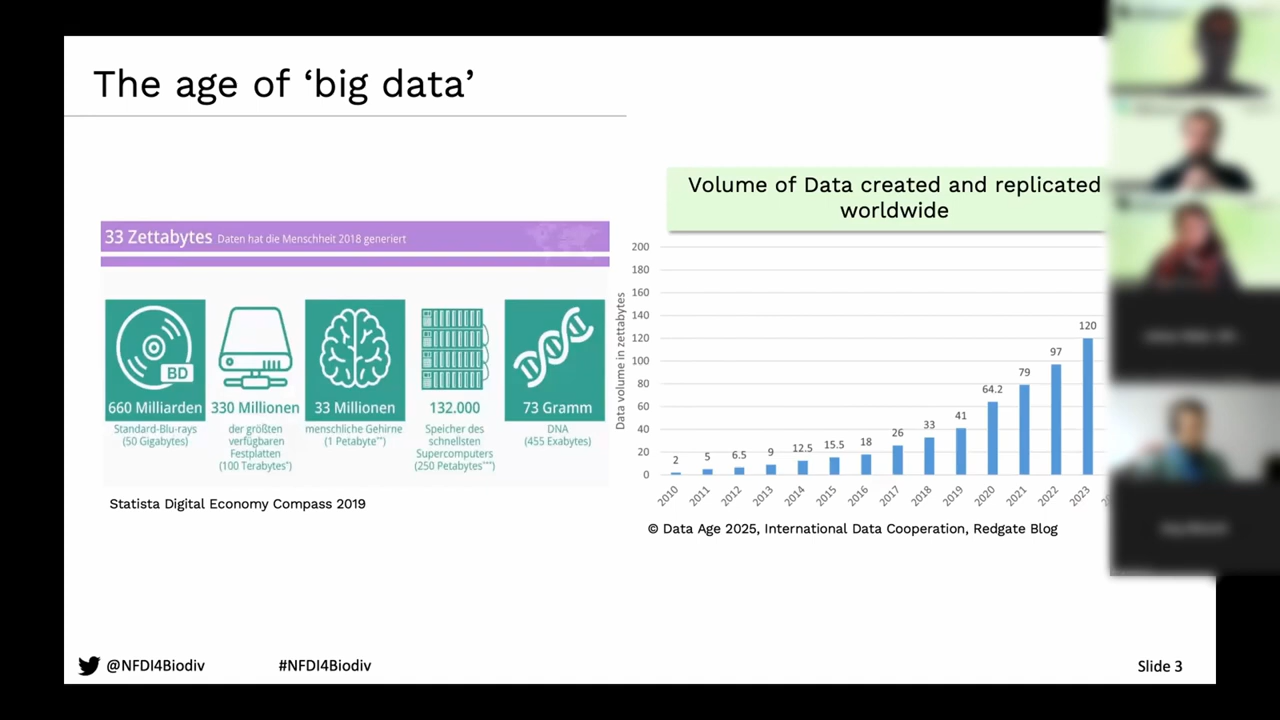 The age of ‘big data’
33 Zettabytes Daten hat die Menschheit 2018 generiert
BD
660 Milliarden
Standard-Blu-rays
(50 Gigabytes)
330 Millionen
der größten
verfügbaren
Festplatten
(100 Terabytes*)
33 Millionen
menschliche Gehirne
(1 Petabyte**)
132.000
Speicher des
schnellsten
Supercomputers
(250 Petabytes***)
73 Gramm
DNA
(455 Exabytes)
Statista Digital Economy Compass 2019
Volume of Data created and replicated
worldwide
Data volume in zettabytes
200
180
160
140
120
100
80
60
40
20
0
2
5
6.5
9
12.5
15.5
18
26
33
41
64.2
79
97
120
2010
2011
2012
2013
2014
2015
2016
2017
2018
2019
2020
2021
2022
2023
© Data Age 2025, International Data Cooperation, Redgate Blog
@NFDI4Biodiv
#NFDI4Biodiv
Slide 3